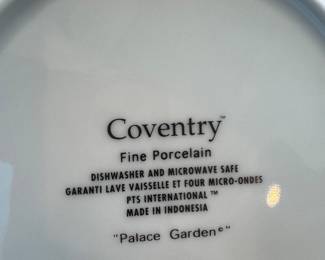 Coventry™
Fine Porcelain
DISHWASHER AND MICROWAVE SAFE
GARANTI LAVE VAISSELLE ET FOUR MICRO-ONDES
PTS INTERNATIONAL ™
MADE IN INDONESIA
"Palace Garden©"